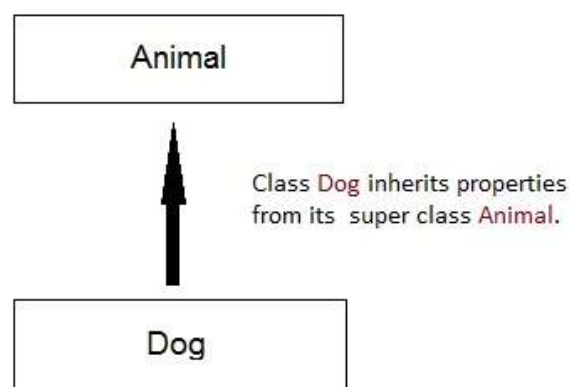 Animal
Class Dog inherits properties
from its super class Animal.
Dog